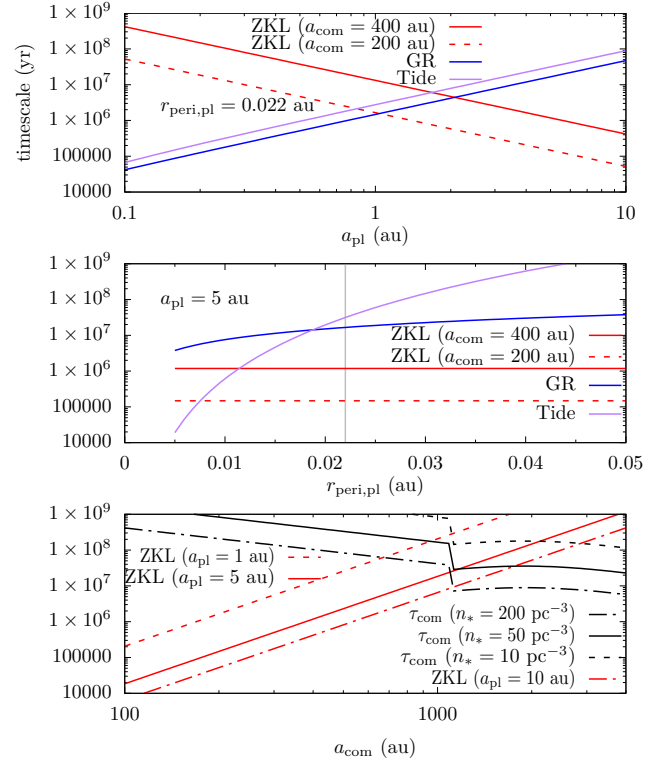 1 × 10^9
1 × 10^8
1 × 10^7
1 × 10^6
100000
10000
timescale (yr)
ZKL (a_com = 400 au)
ZKL (a_com = 200 au)
GR
Tide
r_peri,pl = 0.022 au
0.1 1 10
a_pl (au)
1 × 10^9
1 × 10^8
1 × 10^7
1 × 10^6
100000
10000
a_pl = 5 au
ZKL (a_com = 400 au)
ZKL (a_com = 200 au)
GR
Tide
0 0.01 0.02 0.03 0.04 0.05
r_peri,pl (au)
1 × 10^9
1 × 10^8
1 × 10^7
1 × 10^6
100000
10000
ZKL (a_pl = 1 au)
ZKL (a_pl = 5 au)
τ_com (n_* = 200 pc^-3)
τ_com (n_* = 50 pc^-3)
τ_com (n_* = 10 pc^-3)
ZKL (a_pl = 10 au)
100 1000
a_com (au)